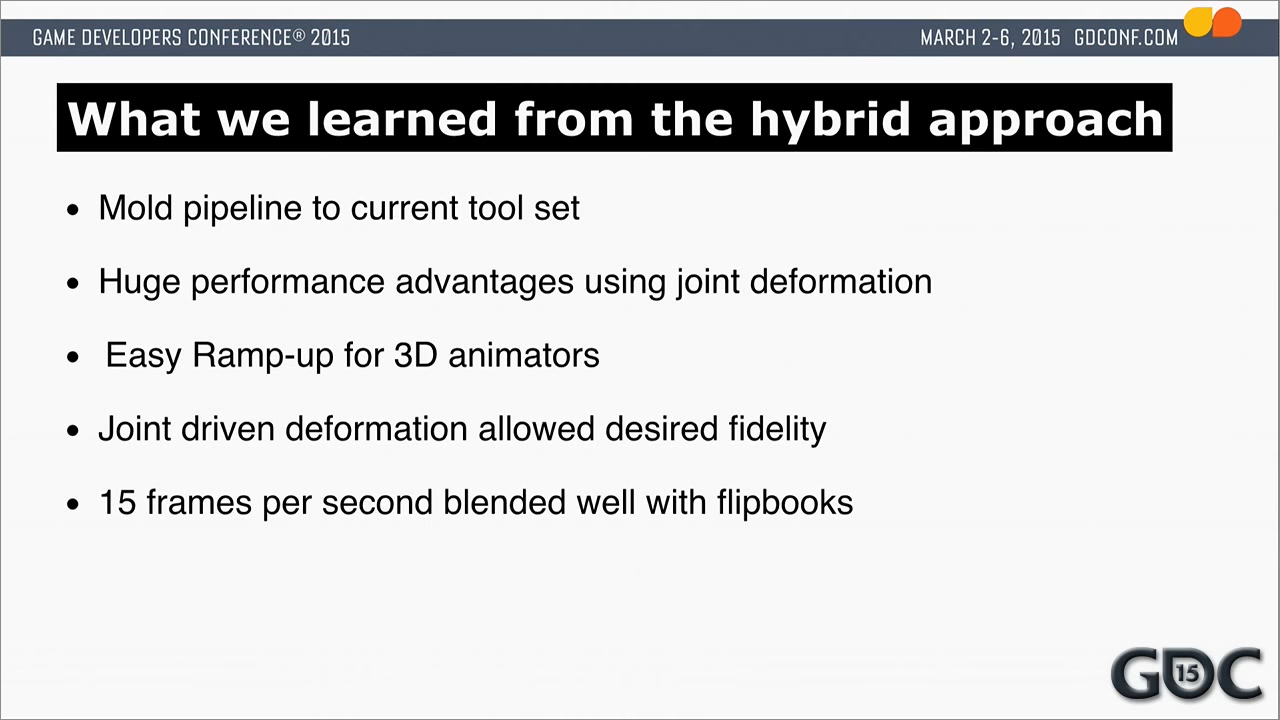 GAME DEVELOPERS CONFERENCE® 2015
MARCH 2-6, 2015 GDCONF.COM
What we learned from the hybrid approach
• Mold pipeline to current tool set
• Huge performance advantages using joint deformation
• Easy Ramp-up for 3D animators
• Joint driven deformation allowed desired fidelity
• 15 frames per second blended well with flipbooks
GDC 15